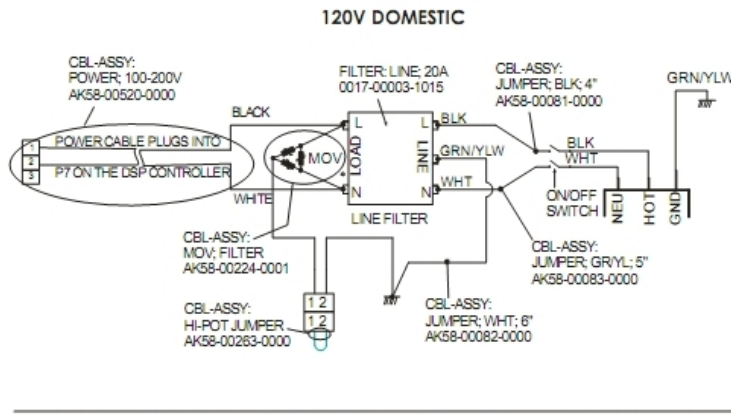 120V DOMESTIC
CBL-ASSY:
POWER; 100-200V
AK58-00520-0000
FILTER: LINE; 20A
0017-00003-1015
CBL-ASSY:
JUMPER; BLK; 4"
AK58-00081-0000
GRN/YLW
BLACK
1
2
3
POWER CABLE PLUGS INTO
P7 ON THE DSP CONTROLLER
WHITE
MOV
L
LOAD
N
L
LINE
N
LINE FILTER
BLK
GRN/YLW
WHT
BLK
WHT
ON/OFF
SWITCH
NEU
HOT
GND
CBL-ASSY:
MOV; FILTER
AK58-00224-0001
CBL-ASSY:
JUMPER; GR/YL; 5"
AK58-00083-0000
CBL-ASSY:
HI-POT JUMPER
AK58-00263-0000
1 2
1 2
CBL-ASSY:
JUMPER; WHT; 6"
AK58-00082-0000